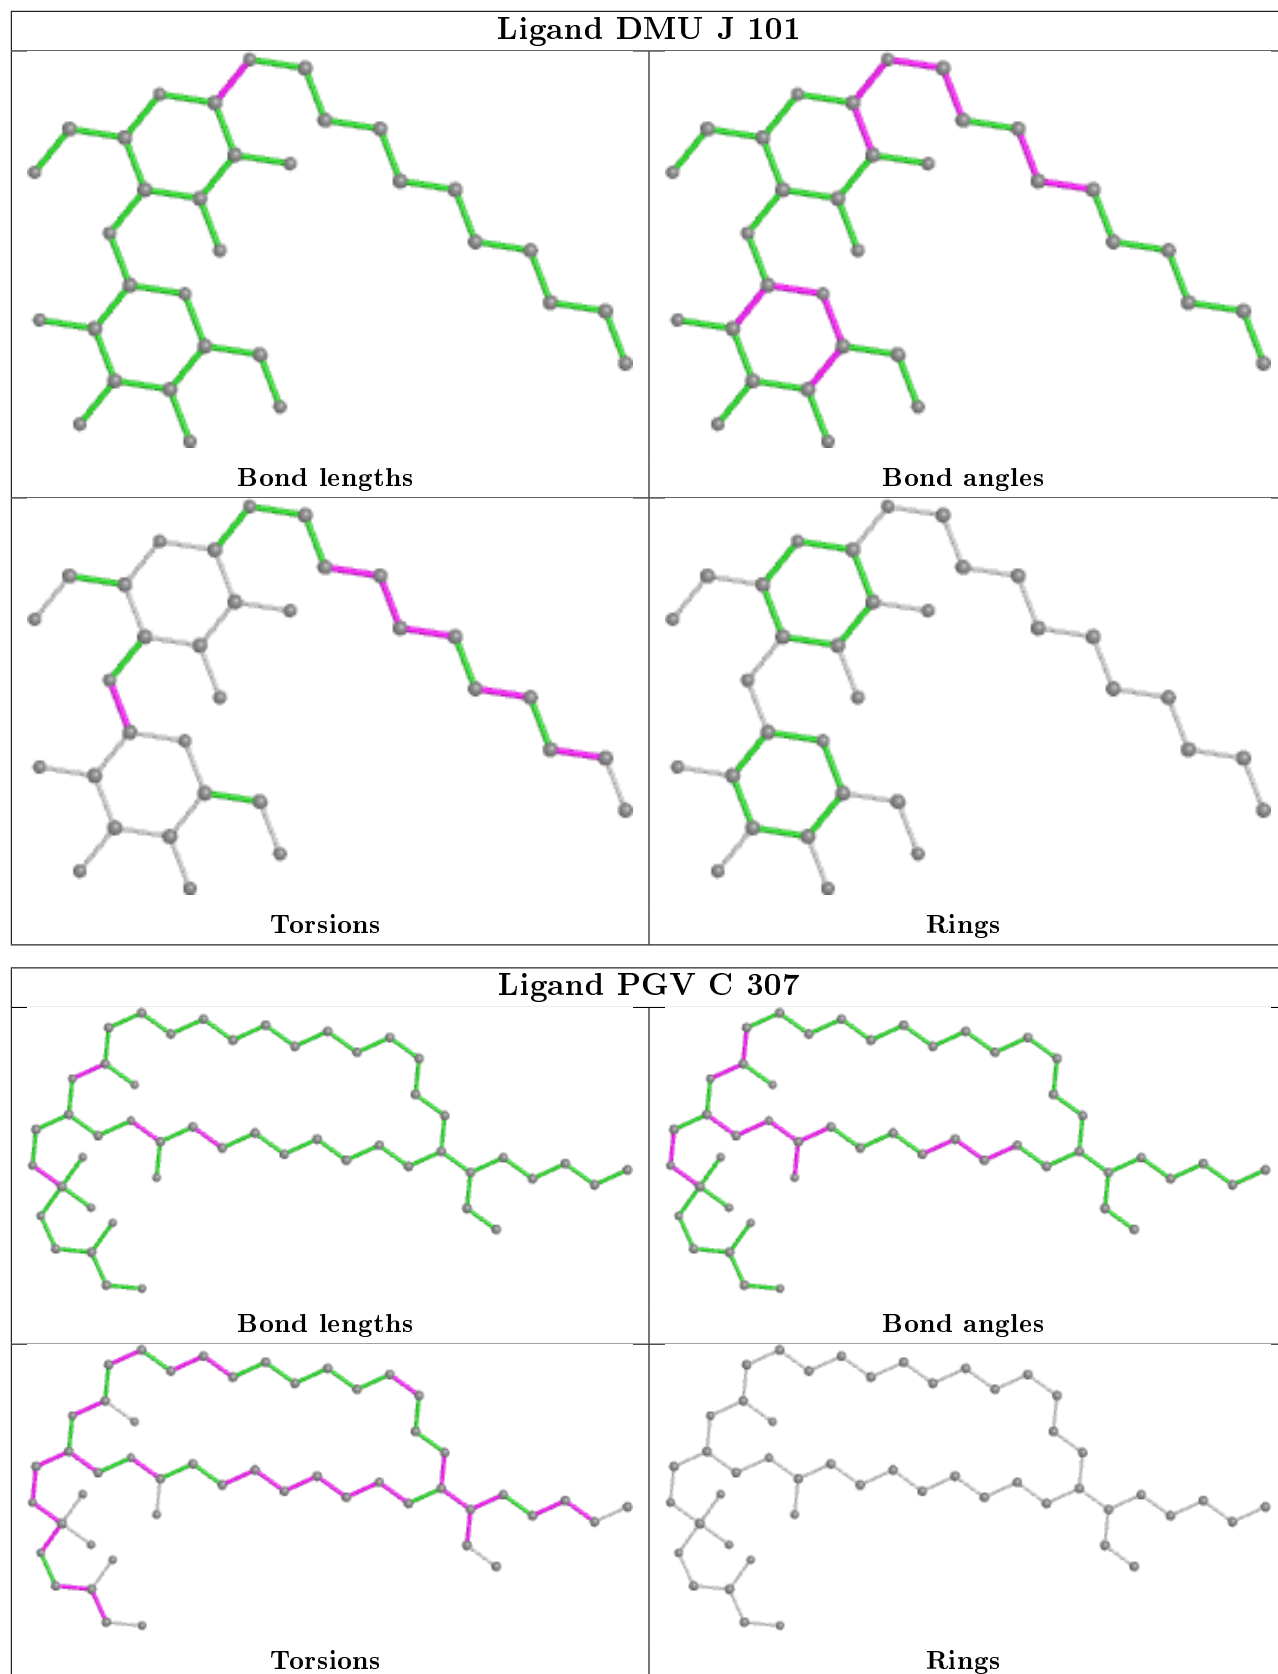 Ligand DMU J 101
Bond lengths
Bond angles
Torsions
Rings
Ligand PGV C 307
Bond lengths
Bond angles
Torsions
Rings